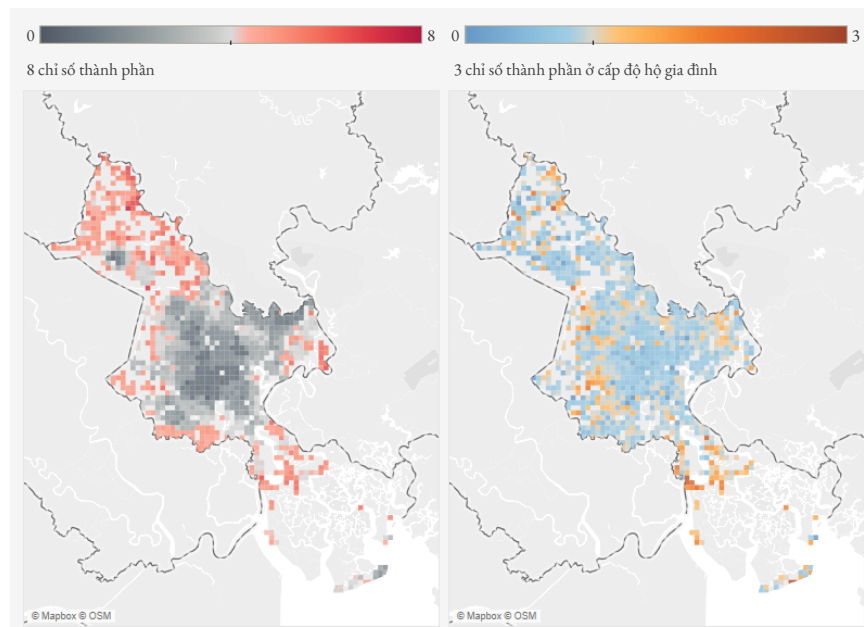 0 8
8 chỉ số thành phần
0 3
3 chỉ số thành phần ở cấp độ hộ gia đình
© Mapbox © OSM
© Mapbox © OSM